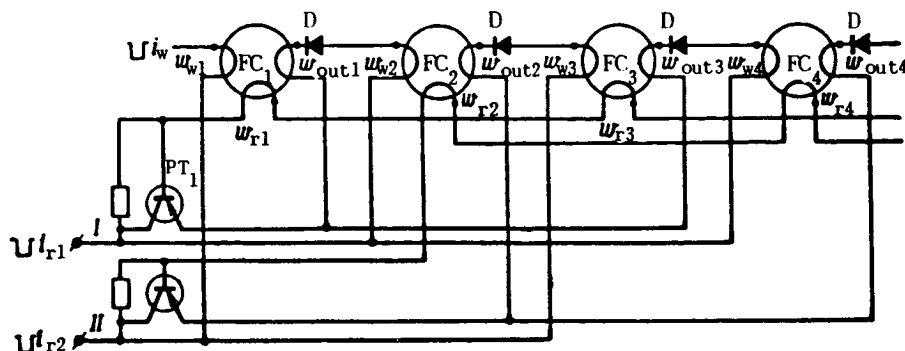 D D D D
i_w w_w1 FC_1 w_out1 w_w2 FC_2 w_out2 w_w3 FC_3 w_out3 w_w4 FC_4 w_out4
w_r1 w_r2 w_r3 w_r4
PT_1
I
i_r1
II
i_r2